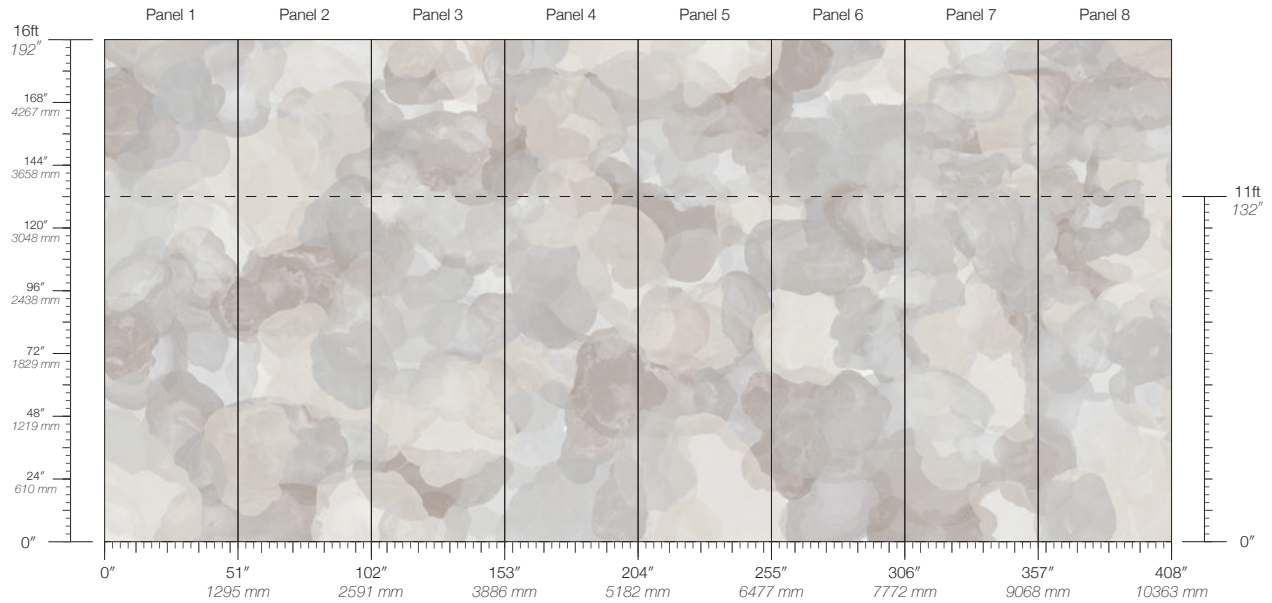 Panel 1 Panel 2 Panel 3 Panel 4 Panel 5 Panel 6 Panel 7 Panel 8
16ft
192″
168″
4267 mm
144″
3658 mm
11ft
132″
120″
3048 mm
96″
2438 mm
72″
1829 mm
48″
1219 mm
24″
610 mm
0″ 0″
0″ 51″ 102″ 153″ 204″ 255″ 306″ 357″ 408″
1295 mm 2591 mm 3886 mm 5182 mm 6477 mm 7772 mm 9068 mm 10363 mm